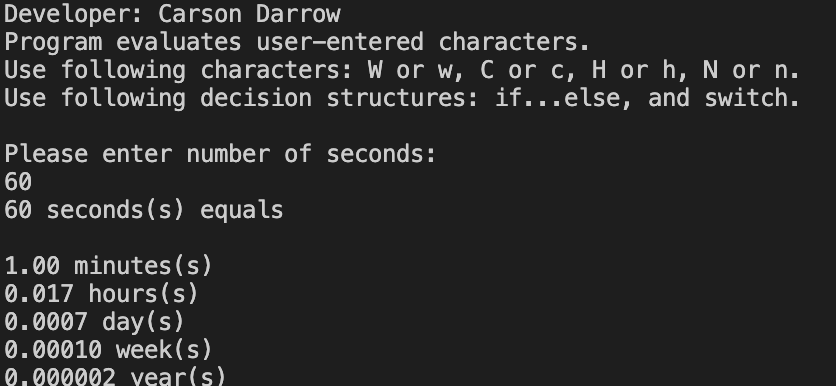 Developer: Carson Darrow
Program evaluates user-entered characters.
Use following characters: W or w, C or c, H or h, N or n.
Use following decision structures: if...else, and switch.
Please enter number of seconds:
60
60 seconds(s) equals
1.00 minutes(s)
0.017 hours(s)
0.0007 day(s)
0.00010 week(s)
0.000002 year(s)